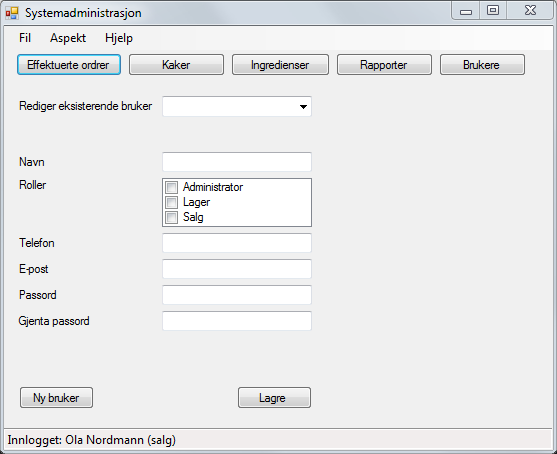 Systemadministrasjon
Fil Aspekt Hjelp
Effektuerte ordrer Kaker Ingredienser Rapporter Brukere
Rediger eksisterende bruker
Navn
Roller
Administrator
Lager
Salg
Telefon
E-post
Passord
Gjenta passord
Ny bruker Lagre
Innlogget: Ola Nordmann (salg)